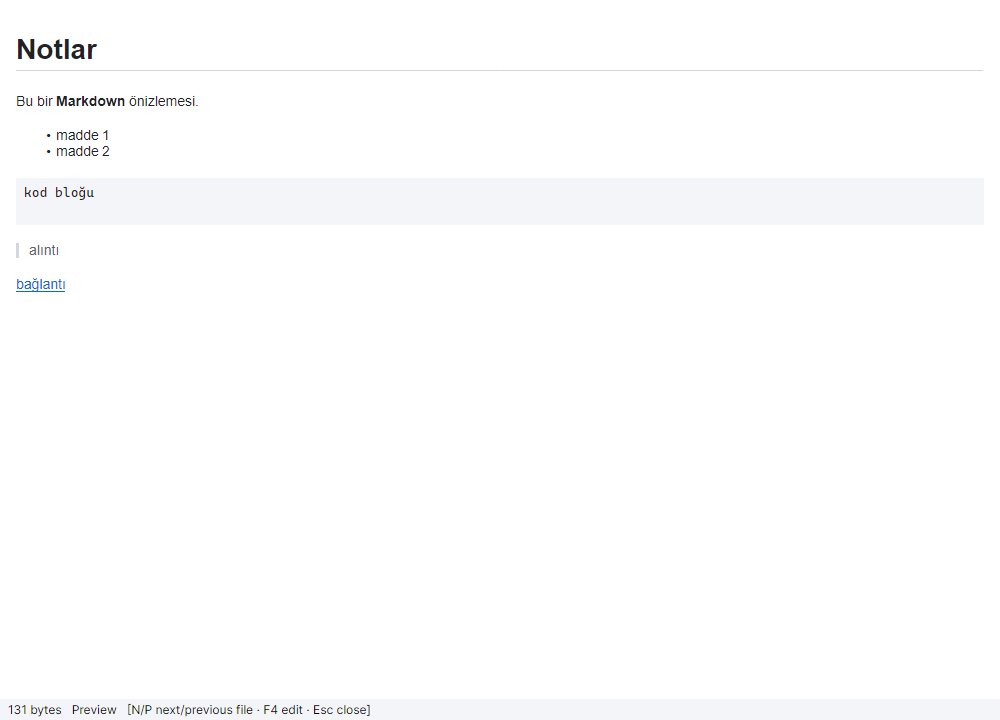 Notlar
Bu bir Markdown önizlemesi.
• madde 1
• madde 2
kod bloğu
alıntı
bağlantı
131 bytes Preview [N/P next/previous file · F4 edit · Esc close]